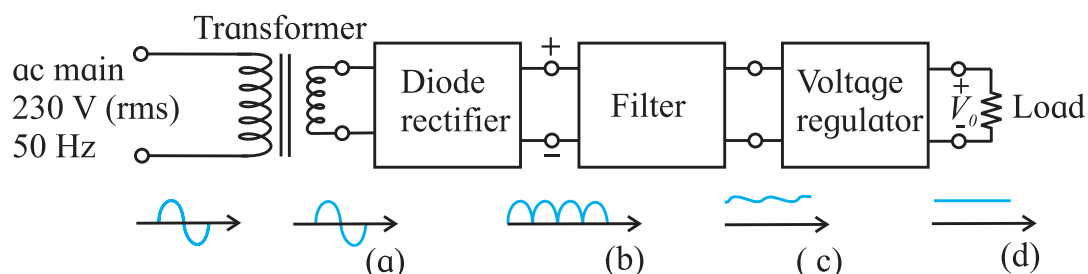 Transformer
ac main
230 V (rms)
50 Hz
Diode
rectifier
+
-
Filter
Voltage
regulator
+
V0
-
Load
(a)
(b)
( c)
(d)